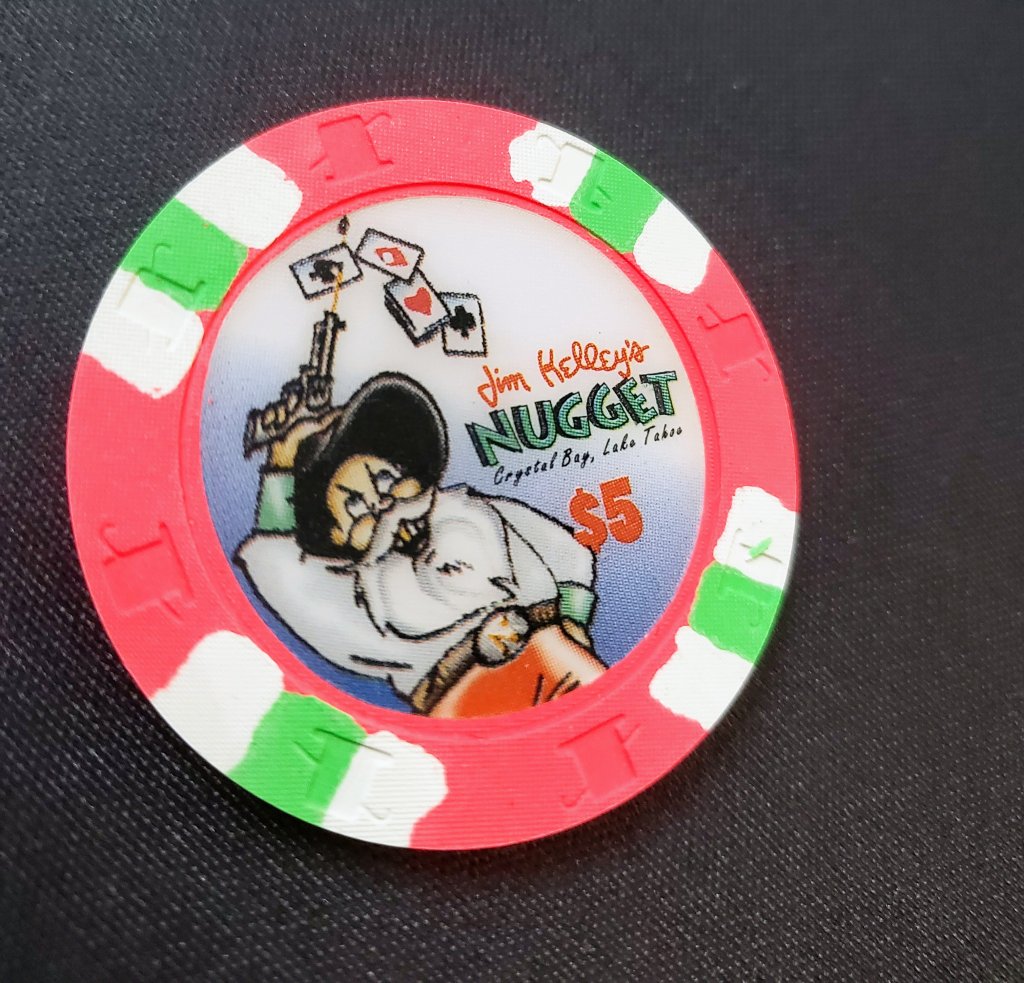 Jim Kelley's
NUGGET
Crystal Bay, Lake Tahoe
$5
N